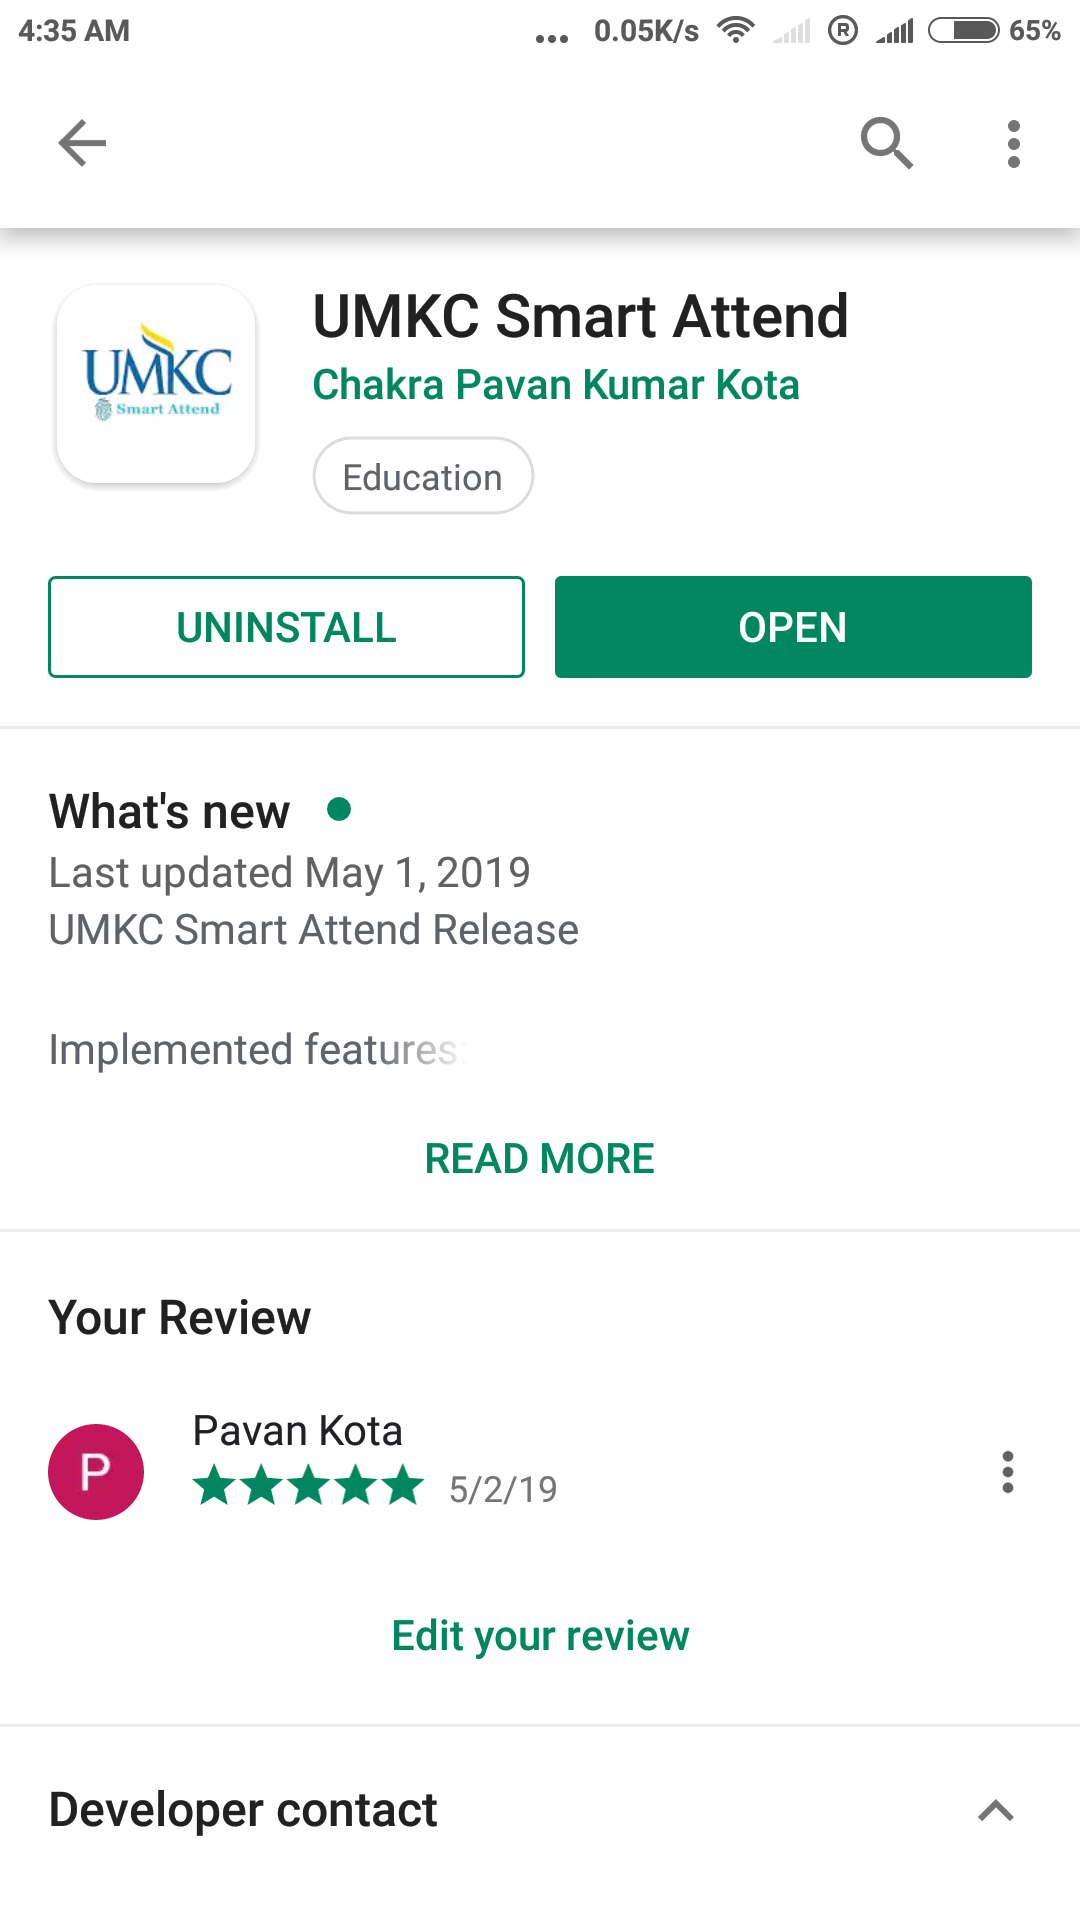 4:35 AM ... 0.05K/s R 65%
UMKC Smart Attend
UMKC
Smart Attend
Chakra Pavan Kumar Kota
Education
UNINSTALL OPEN
What's new
Last updated May 1, 2019
UMKC Smart Attend Release
Implemented features:
READ MORE
Your Review
P
Pavan Kota
5/2/19
Edit your review
Developer contact